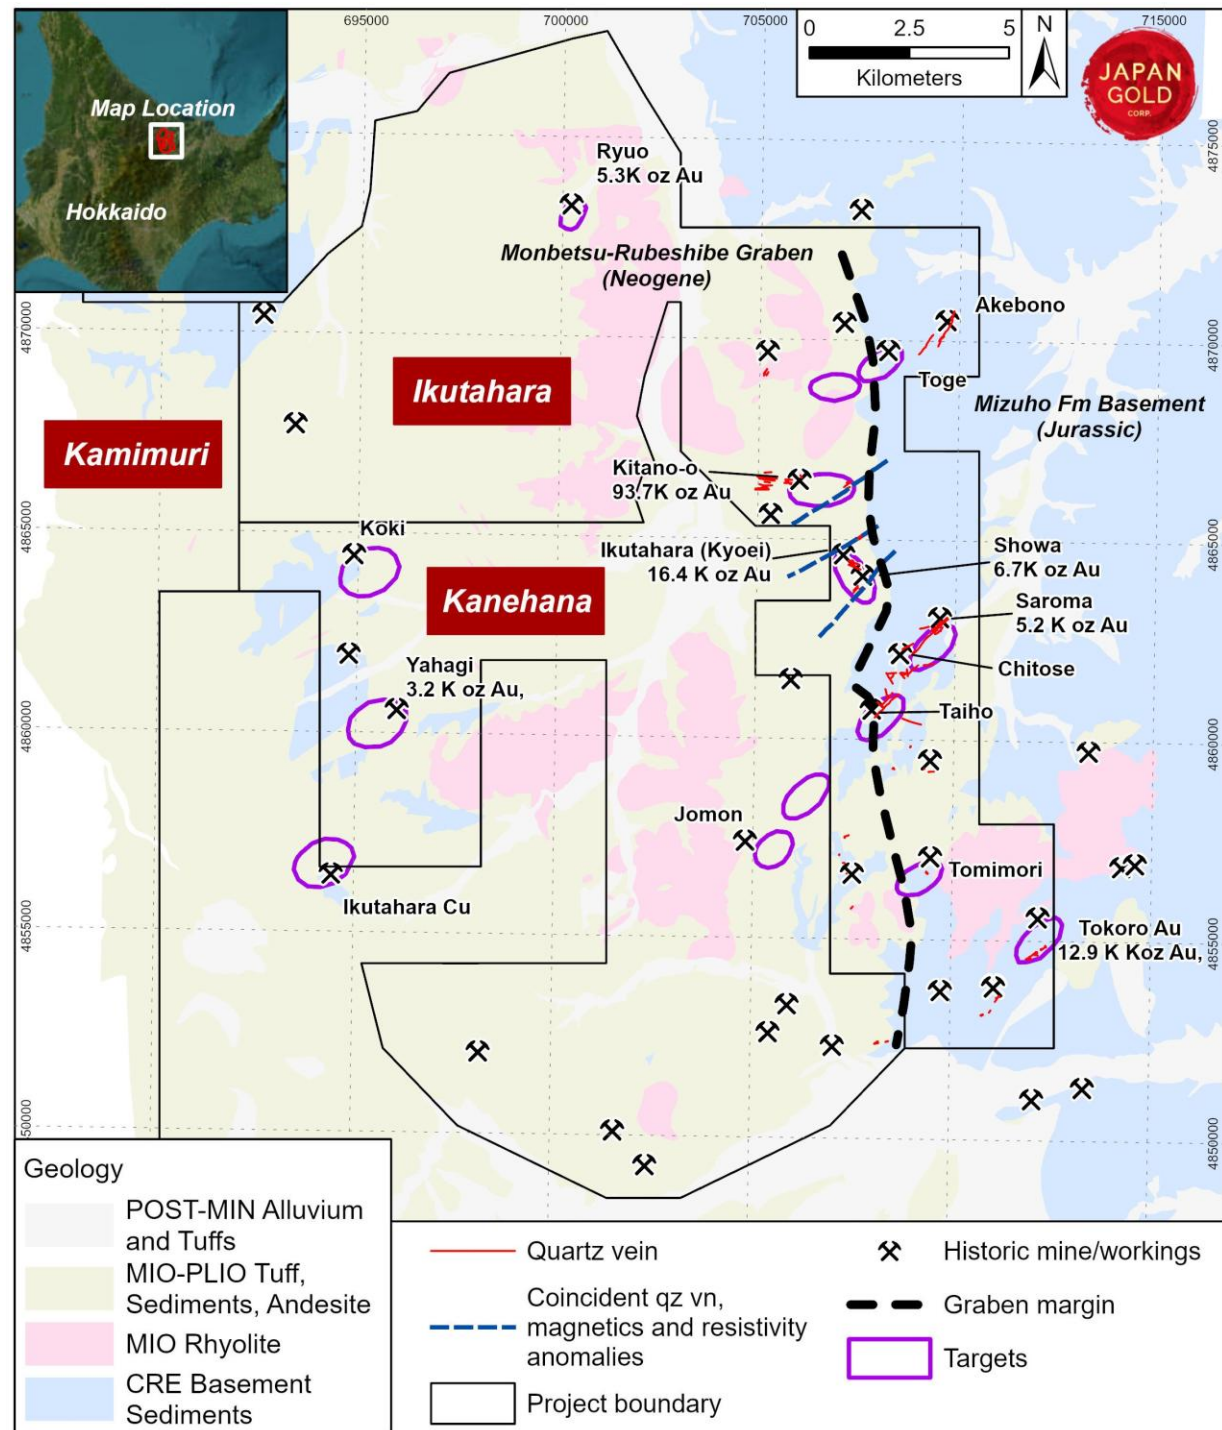 695000
700000
705000
715000
0 2.5 5
Kilometers
N
JAPAN
GOLD
CORP.
Map Location
Hokkaido
4875000
4875000
Ryuo
5.3K oz Au
Monbetsu-Rubeshibe Graben
(Neogene)
Akebono
4870000
4870000
Ikutahara
Toge
Mizuho Fm Basement
(Jurassic)
Kamimuri
Kitano-o
93.7K oz Au
Koki
4865000
4865000
Ikutahara (Kyoei)
16.4 K oz Au
Showa
6.7K oz Au
Kanehana
Saroma
5.2 K oz Au
Chitose
Yahagi
3.2 K oz Au,
Taiho
4860000
4860000
Jomon
Tomimori
Ikutahara Cu
Tokoro Au
12.9 K Koz Au,
4855000
4855000
50000
4850000
Geology
POST-MIN Alluvium
and Tuffs
MIO-PLIO Tuff,
Sediments, Andesite
MIO Rhyolite
CRE Basement
Sediments
Quartz vein
Coincident qz vn,
magnetics and resistivity
anomalies
Project boundary
Historic mine/workings
Graben margin
Targets